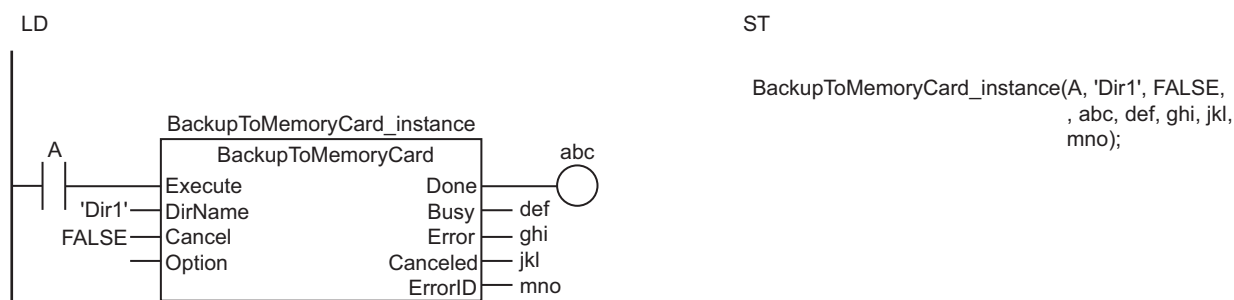 LD
ST
BackupToMemoryCard_instance(A, 'Dir1', FALSE,
, abc, def, ghi, jkl,
mno);
BackupToMemoryCard_instance
A
BackupToMemoryCard
abc
Execute
Done
'Dir1'
DirName
Busy
def
FALSE
Cancel
Error
ghi
Option
Canceled
jkl
ErrorID
mno